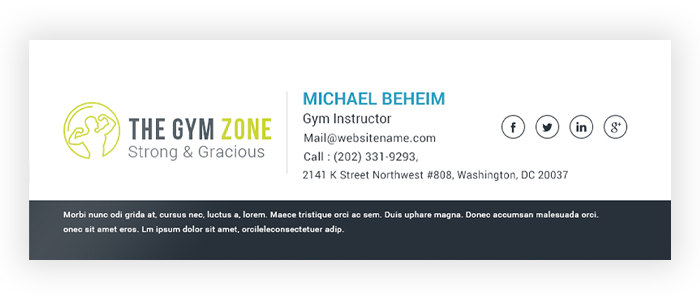 THE GYM ZONE
Strong & Gracious
MICHAEL BEHEIM
Gym Instructor
Mail@websitename.com
Call : (202) 331-9293,
2141 K Street Northwest #808, Washington, DC 20037
f
in
g+
Morbi nunc odi grida at, cursus nec, luctus a, lorem. Maece tristique orci ac sem. Duis uphare magna. Donec accumsan malesuada orci.
onec sit amet eros. Lm ipsum dolor sit amet, orcileleconsectetuer adip.